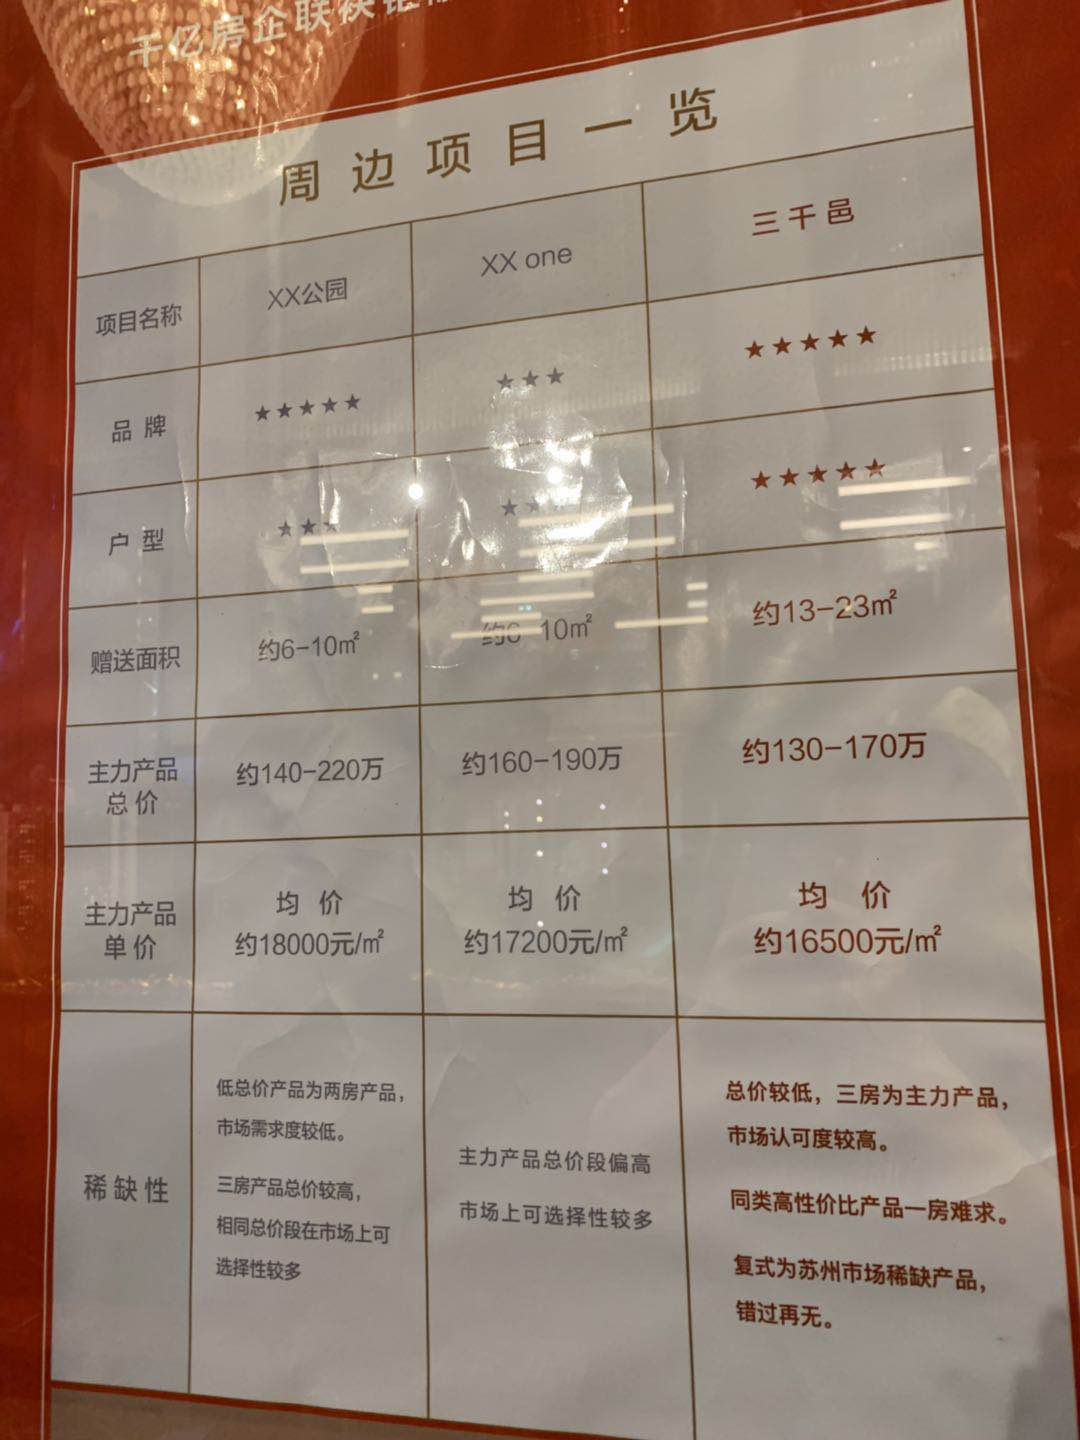 千亿房企联袂
周边项目一览
项目名称 XX公园 XX one 三千邑
品牌 ★★★★★ ★★★ ★★★★★
户型 ★★★ ★★★ ★★★★★
赠送面积 约6-10㎡ 约6-10㎡ 约13-23㎡
主力产品
总价
约140-220万 约160-190万 约130-170万
主力产品
单价
均价
约18000元/㎡
均价
约17200元/㎡
均价
约16500元/㎡
稀缺性
低总价产品为两房产品，
市场需求度较低。
三房产品总价较高，
相同总价段在市场上可
选择性较多
主力产品总价段偏高
市场上可选择性较多
总价较低，三房为主力产品，
市场认可度较高。
同类高性价比产品一房难求。
复式为苏州市场稀缺产品，
错过再无。